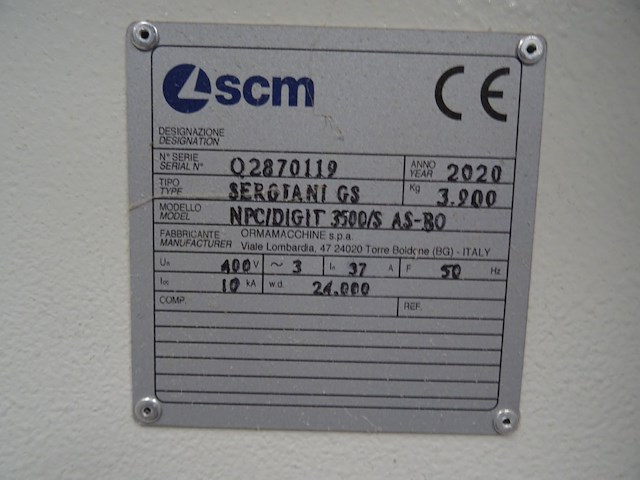 scm CE
DESIGNAZIONE
DESIGNATION
N° SERIE
SERIAL N° Q2870119 ANNO
YEAR 2020
TIPO
TYPE SERGIANI GS Kg 3.900
MODELLO
MODEL NPC/DIGIT 3500/S AS-BO
FABBRICANTE ORMAMACCHINE s.p.a.
MANUFACTURER Viale Lombardia, 47 24020 Torre Boldone (BG) - ITALY
Un 400 V ~ 3 In 37 A F 50 Hz
Icc 10 kA w.d. 24.000
COMP. REF.